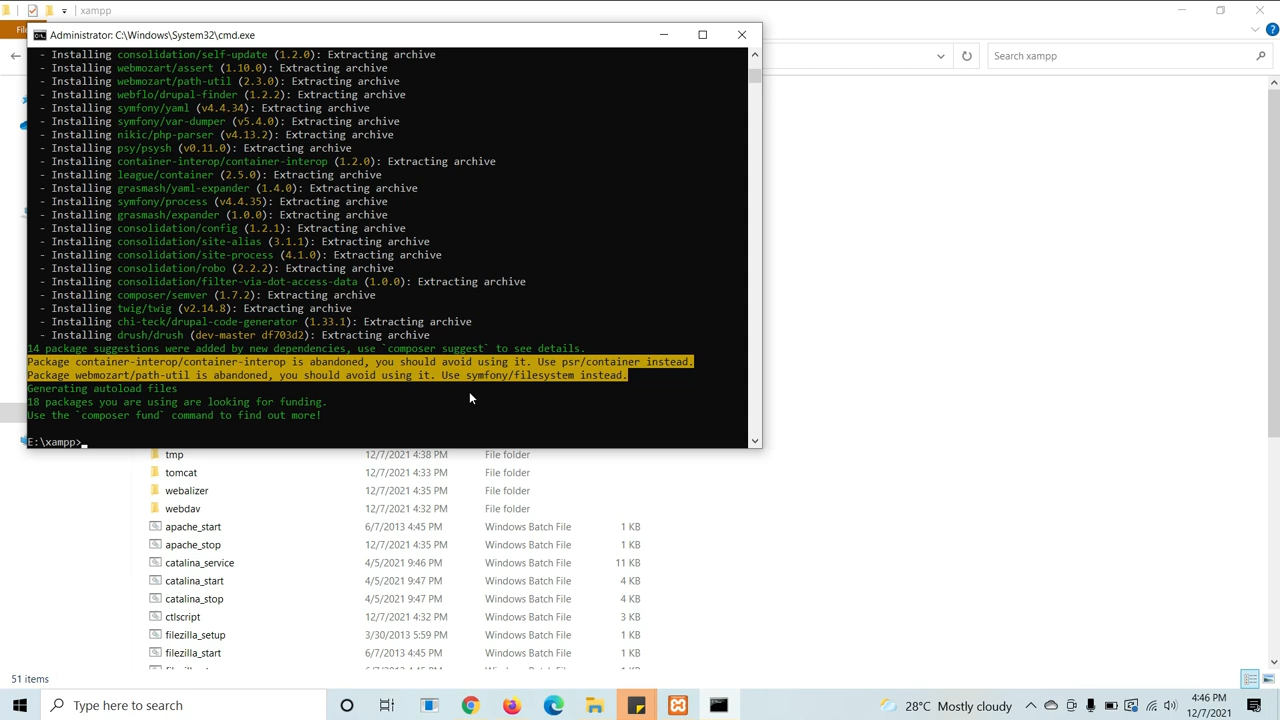 xampp
Administrator: C:\Windows\System32\cmd.exe
- Installing consolidation/self-update (1.2.0): Extracting archive
- Installing webmozart/assert (1.10.0): Extracting archive
- Installing webmozart/path-util (2.3.0): Extracting archive
- Installing webflo/drupal-finder (1.2.2): Extracting archive
- Installing symfony/yaml (v4.4.34): Extracting archive
- Installing symfony/var-dumper (v5.4.0): Extracting archive
- Installing nikic/php-parser (v4.13.2): Extracting archive
- Installing psy/psysh (v0.11.0): Extracting archive
- Installing container-interop/container-interop (1.2.0): Extracting archive
- Installing league/container (2.5.0): Extracting archive
- Installing grasmash/yaml-expander (1.4.0): Extracting archive
- Installing symfony/process (v4.4.35): Extracting archive
- Installing grasmash/expander (1.0.0): Extracting archive
- Installing consolidation/config (1.2.1): Extracting archive
- Installing consolidation/site-alias (3.1.1): Extracting archive
- Installing consolidation/site-process (4.1.0): Extracting archive
- Installing consolidation/robo (2.2.2): Extracting archive
- Installing consolidation/filter-via-dot-access-data (1.0.0): Extracting archive
- Installing composer/semver (1.7.2): Extracting archive
- Installing twig/twig (v2.14.8): Extracting archive
- Installing chi-teck/drupal-code-generator (1.33.1): Extracting archive
- Installing drush/drush (dev-master df703d2): Extracting archive
14 package suggestions were added by new dependencies, use `composer suggest` to see details.
Package container-interop/container-interop is abandoned, you should avoid using it. Use psr/container instead.
Package webmozart/path-util is abandoned, you should avoid using it. Use symfony/filesystem instead.
Generating autoload files
18 packages you are using are looking for funding.
Use the `composer fund` command to find out more!
E:\xampp>
Search xampp
tmp 12/7/2021 4:38 PM File folder
tomcat 12/7/2021 4:35 PM File folder
webalizer 12/7/2021 4:35 PM File folder
webdav 12/7/2021 4:32 PM File folder
apache_start 6/7/2013 4:45 PM Windows Batch File 1 KB
apache_stop 12/7/2021 4:35 PM Windows Batch File 1 KB
catalina_service 4/5/2021 9:46 PM Windows Batch File 11 KB
catalina_start 4/5/2021 9:47 PM Windows Batch File 4 KB
catalina_stop 4/5/2021 9:47 PM Windows Batch File 4 KB
ctlscript 12/7/2021 4:32 PM Windows Batch File 3 KB
filezilla_setup 3/30/2013 5:59 PM Windows Batch File 1 KB
filezilla_start 6/7/2013 4:45 PM Windows Batch File 1 KB
51 items
Type here to search
28°C Mostly cloudy
4:46 PM
12/7/2021